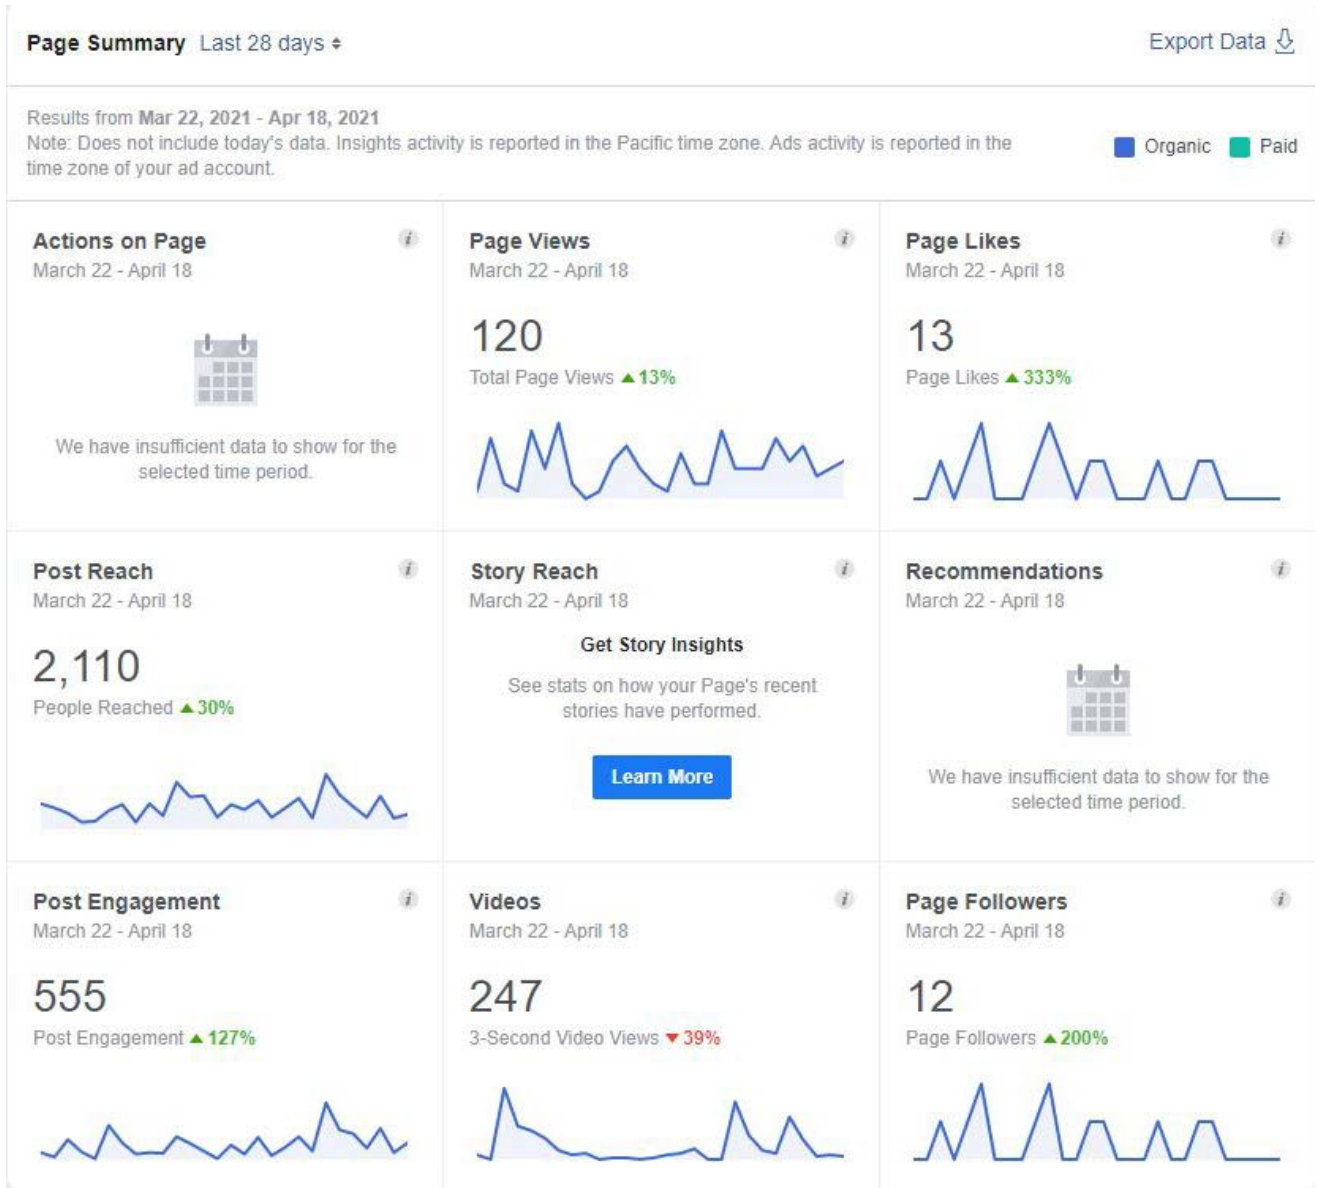 Page Summary Last 28 days
Export Data
Results from Mar 22, 2021 - Apr 18, 2021
Note: Does not include today's data. Insights activity is reported in the Pacific time zone. Ads activity is reported in the
time zone of your ad account.
Organic Paid
Actions on Page
March 22 - April 18
We have insufficient data to show for the
selected time period.
Page Views
March 22 - April 18
120
Total Page Views ▲ 13%
Page Likes
March 22 - April 18
13
Page Likes ▲ 333%
Post Reach
March 22 - April 18
2,110
People Reached ▲ 30%
Story Reach
March 22 - April 18
Get Story Insights
See stats on how your Page's recent
stories have performed.
Learn More
Recommendations
March 22 - April 18
We have insufficient data to show for the
selected time period.
Post Engagement
March 22 - April 18
555
Post Engagement ▲ 127%
Videos
March 22 - April 18
247
3-Second Video Views ▼ 39%
Page Followers
March 22 - April 18
12
Page Followers ▲ 200%